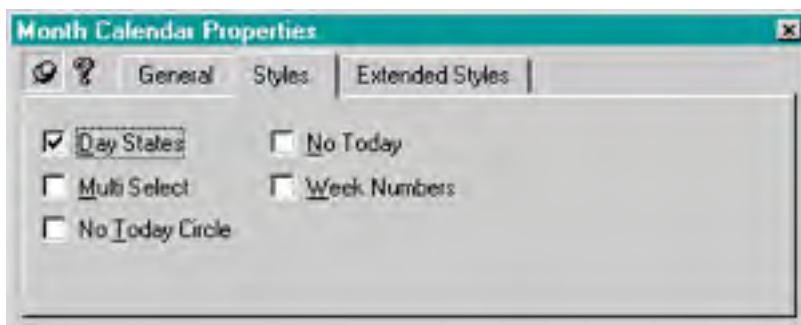 Month Calendar Properties
General Styles Extended Styles
Day States No Today
Multi Select Week Numbers
No Today Circle